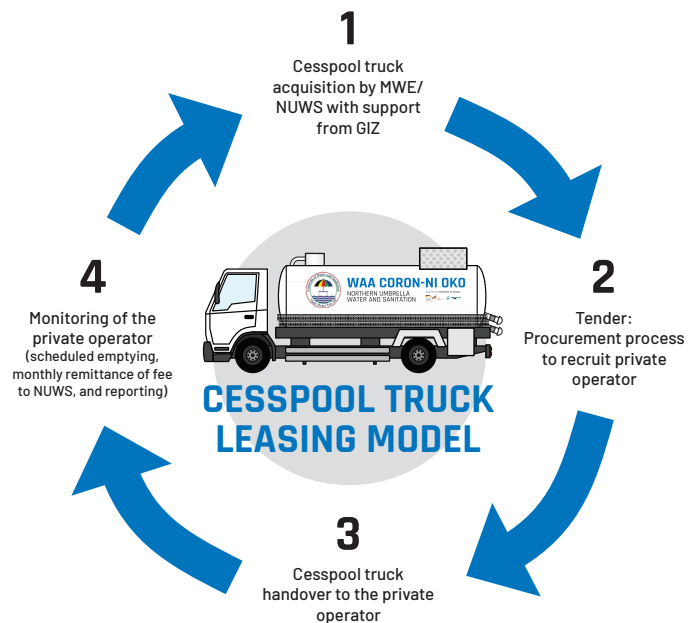 1
Cesspool truck
acquisition by MWE/
NUWS with support
from GIZ
2
Tender:
Procurement process
to recruit private
operator
3
Cesspool truck
handover to the private
operator
4
Monitoring of the
private operator
(scheduled emptying,
monthly remittance of fee
to NUWS, and reporting)
WAA CORON-NI OKO
NORTHERN UMBRELLA
WATER AND SANITATION
CESSPOOL TRUCK
LEASING MODEL